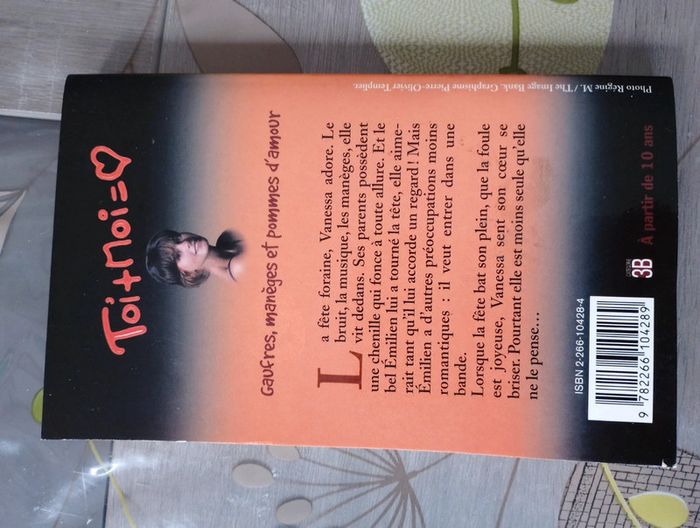 Toi+Moi=♡
Gaufres, manèges et pommes d'amour
La fête foraine, Vanessa adore. Le
bruit, la musique, les manèges, elle
vit dedans. Ses parents possèdent
une chenille qui fonce à toute allure. Et le
bel Émilien lui a tourné la tête, elle aime-
rait tant qu'il lui accorde un regard! Mais
Émilien a d'autres préoccupations moins
romantiques : il veut entrer dans une
bande.
Lorsque la fête bat son plein, que la foule
est joyeuse, Vanessa sent son cœur se
briser. Pourtant elle est moins seule qu'elle
ne le pense...
Photo Régine M. / The Image Bank. Graphisme Pierre-Olivier Templier.
CATÉGORIE
3B
À partir de 10 ans
ISBN 2-266-10428-4
9 782266 104289